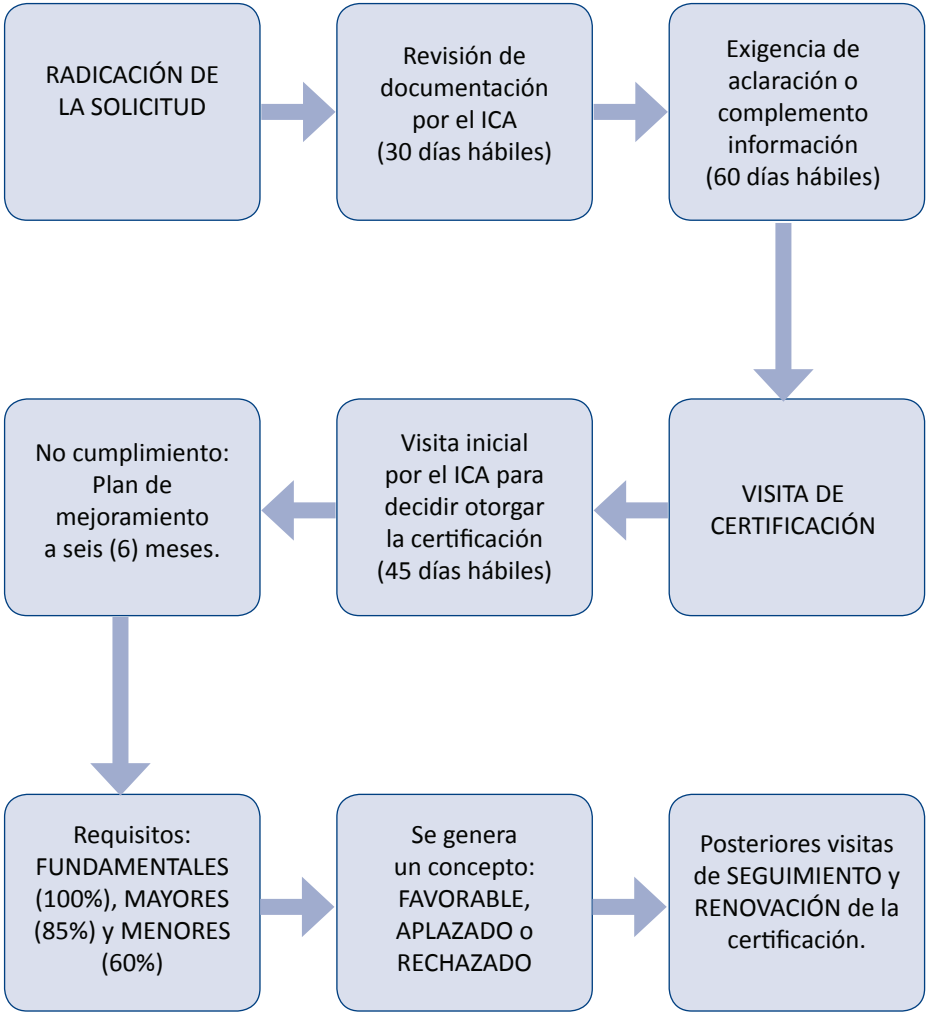 RADICACIÓN DE
LA SOLICITUD
Revisión de
documentación
por el ICA
(30 días hábiles)
Exigencia de
aclaración o
complemento
información
(60 días hábiles)
VISITA DE
CERTIFICACIÓN
Visita inicial
por el ICA para
decidir otorgar
la certificación
(45 días hábiles)
No cumplimiento:
Plan de
mejoramiento
a seis (6) meses.
Requisitos:
FUNDAMENTALES
(100%), MAYORES
(85%) y MENORES
(60%)
Se genera
un concepto:
FAVORABLE,
APLAZADO o
RECHAZADO
Posteriores visitas
de SEGUIMIENTO y
RENOVACIÓN de la
certificación.